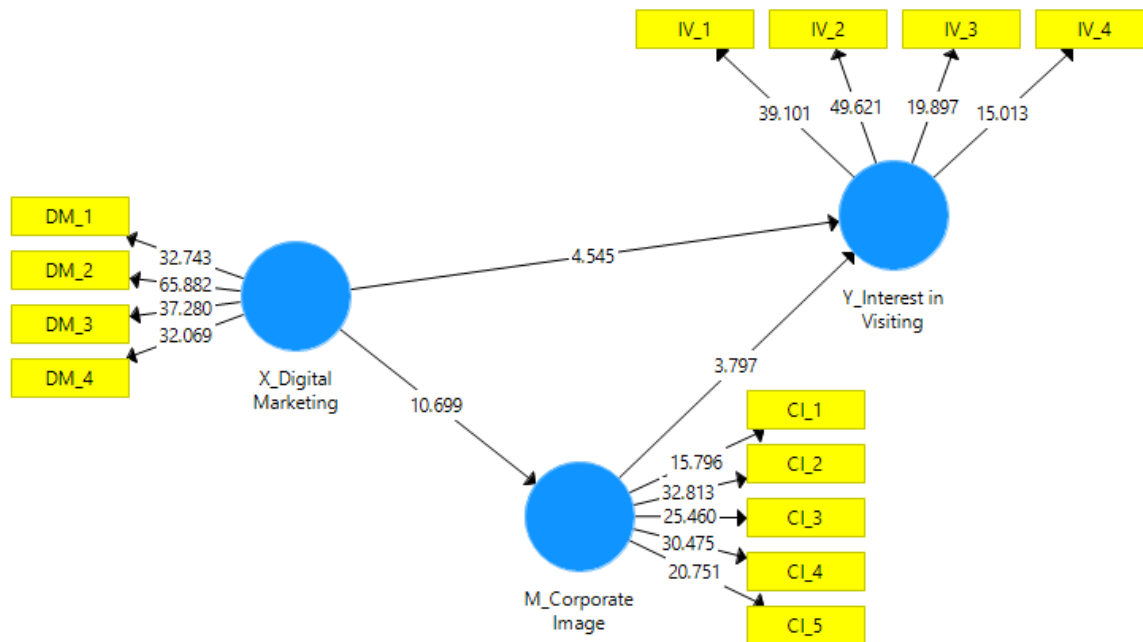 IV_1
IV_2
IV_3
IV_4
39.101
49.621
19.897
15.013
DM_1
DM_2
DM_3
DM_4
32.743
65.882
37.280
32.069
X_Digital
Marketing
4.545
Y_Interest in
Visiting
10.699
3.797
M_Corporate
Image
15.796
32.813
25.460
30.475
20.751
CI_1
CI_2
CI_3
CI_4
CI_5